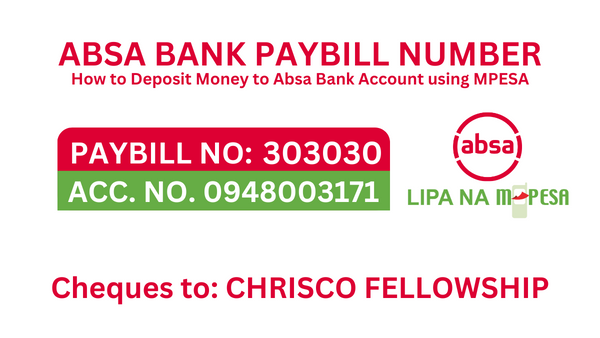 ABSA BANK PAYBILL NUMBER
How to Deposit Money to Absa Bank Account using MPESA
PAYBILL NO: 303030
ACC. NO. 0948003171
absa
LIPA NA M-PESA
Cheques to: CHRISCO FELLOWSHIP